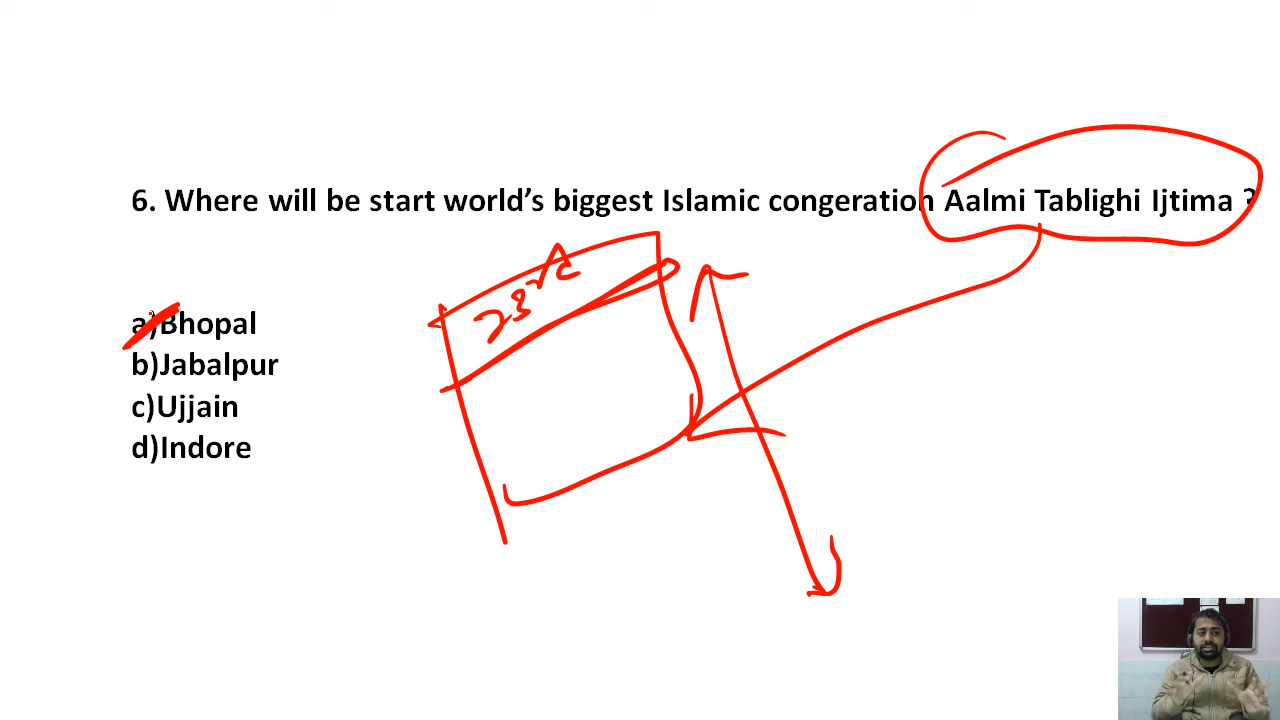 6. Where will be start world’s biggest Islamic congeration Aalmi Tablighi Ijtima ?
a)Bhopal
b)Jabalpur
c)Ujjain
d)Indore